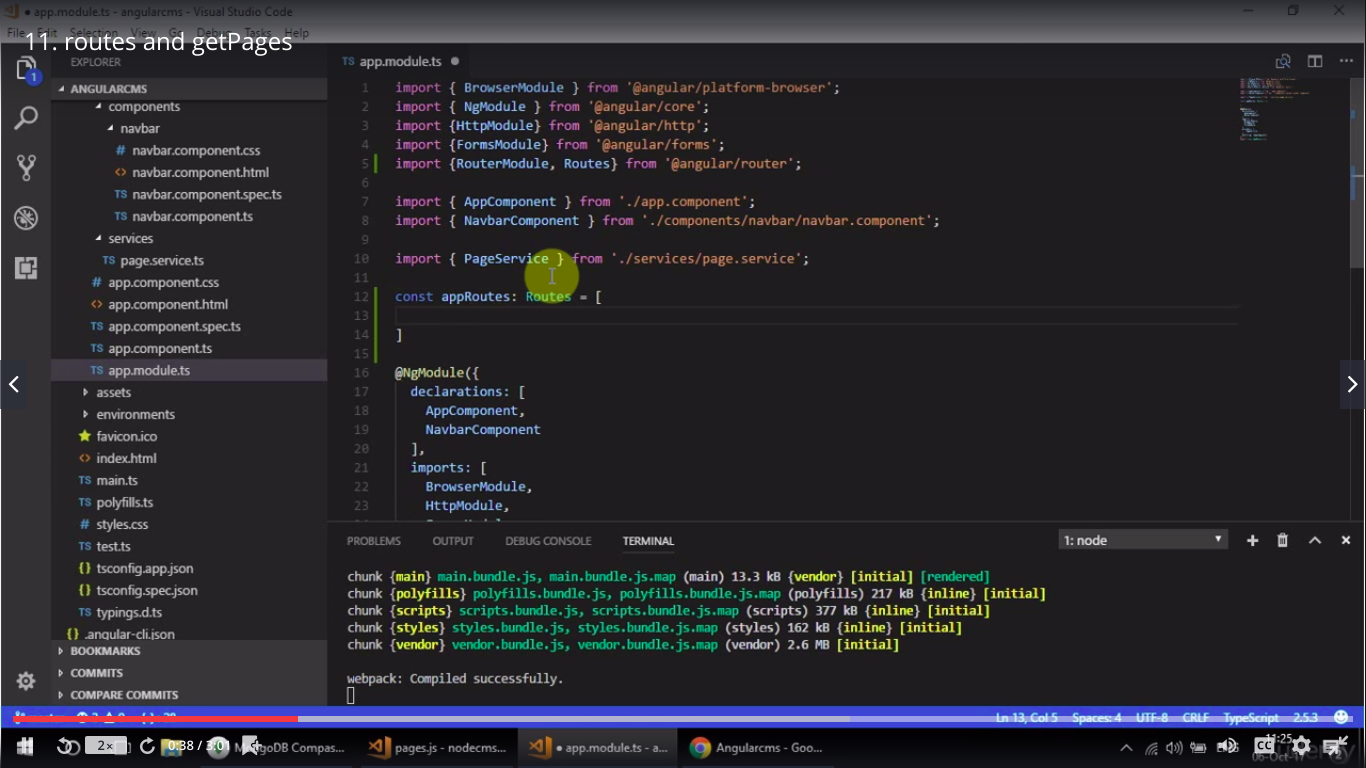 app.module.ts - angularcms - Visual Studio Code
File Edit Selection View Go Debug Tasks Help
11. routes and getPages
EXPLORER
1
ANGULARCMS
components
navbar
# navbar.component.css
<> navbar.component.html
TS navbar.component.spec.ts
TS navbar.component.ts
services
TS page.service.ts
# app.component.css
<> app.component.html
TS app.component.spec.ts
TS app.component.ts
TS app.module.ts
assets
environments
favicon.ico
<> index.html
TS main.ts
TS polyfills.ts
# styles.css
TS test.ts
{} tsconfig.app.json
{} tsconfig.spec.json
TS typings.d.ts
{} .angular-cli.json
BOOKMARKS
COMMITS
COMPARE COMMITS
TS app.module.ts
1 import { BrowserModule } from '@angular/platform-browser';
2 import { NgModule } from '@angular/core';
3 import {HttpModule} from '@angular/http';
4 import {FormsModule} from '@angular/forms';
5 import {RouterModule, Routes} from '@angular/router';
6
7 import { AppComponent } from './app.component';
8 import { NavbarComponent } from './components/navbar/navbar.component';
9
10 import { PageService } from './services/page.service';
11
12 const appRoutes: Routes = [
13
14 ]
15
16 @NgModule({
17 declarations: [
18 AppComponent,
19 NavbarComponent
20 ],
21 imports: [
22 BrowserModule,
23 HttpModule,
PROBLEMS OUTPUT DEBUG CONSOLE TERMINAL 1: node
chunk {main} main.bundle.js, main.bundle.js.map (main) 13.3 kB {vendor} [initial] [rendered]
chunk {polyfills} polyfills.bundle.js, polyfills.bundle.js.map (polyfills) 217 kB {inline} [initial]
chunk {scripts} scripts.bundle.js, scripts.bundle.js.map (scripts) 377 kB {inline} [initial]
chunk {styles} styles.bundle.js, styles.bundle.js.map (styles) 162 kB {inline} [initial]
chunk {vendor} vendor.bundle.js, vendor.bundle.js.map (vendor) 2.6 MB [initial]
webpack: Compiled successfully.
Ln 13, Col 5 Spaces: 4 UTF-8 CRLF TypeScript 2.5.3
2x 0:38 / 3:01 MongoDB Compas... pages.js - nodecms... app.module.ts - a... Angularcms - Goo... CC 11:25
06-Oct-17